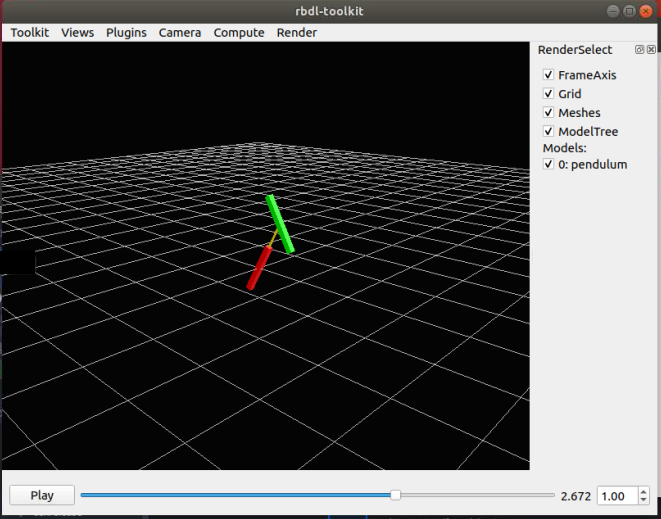 rbdl-toolkit
Toolkit Views Plugins Camera Compute Render
RenderSelect
FrameAxis
Grid
Meshes
ModelTree
Models:
0: pendulum
Play 2.672 1.00